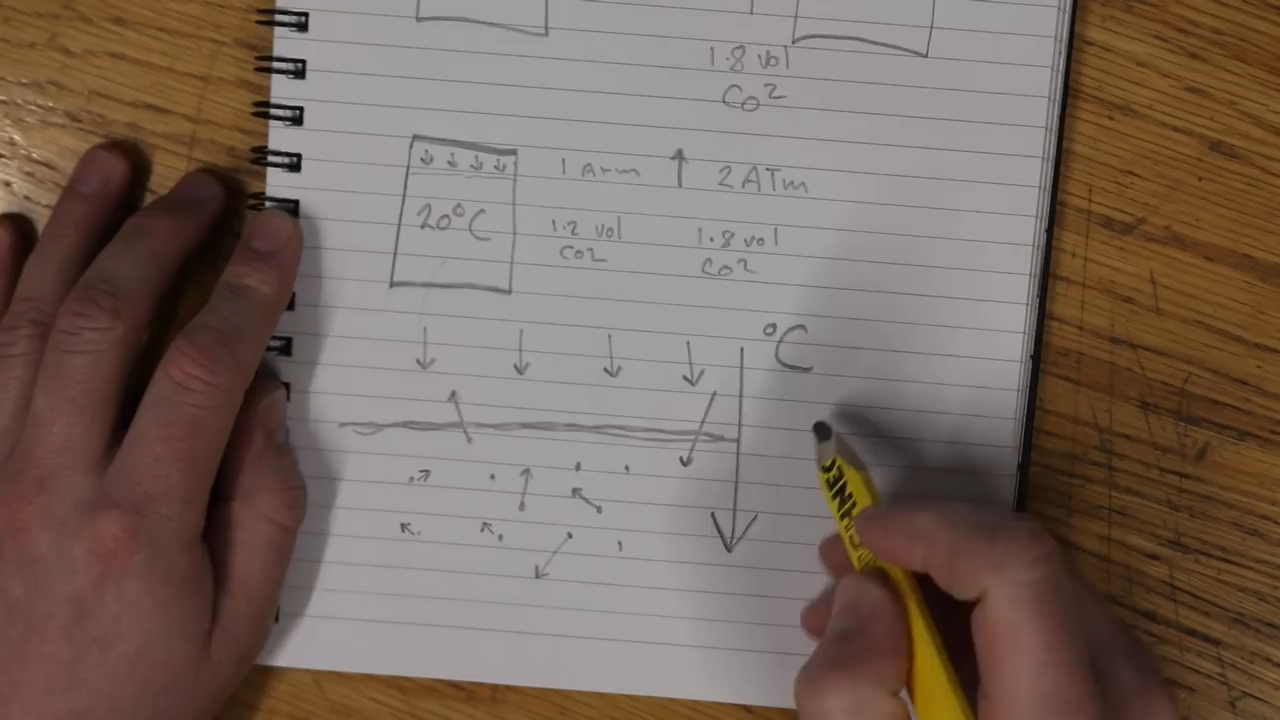 1.8 vol
Co²
1 Atm ↑ 2 ATm
20°C
1.2 vol
CO2
1.8 vol
Co²
°C